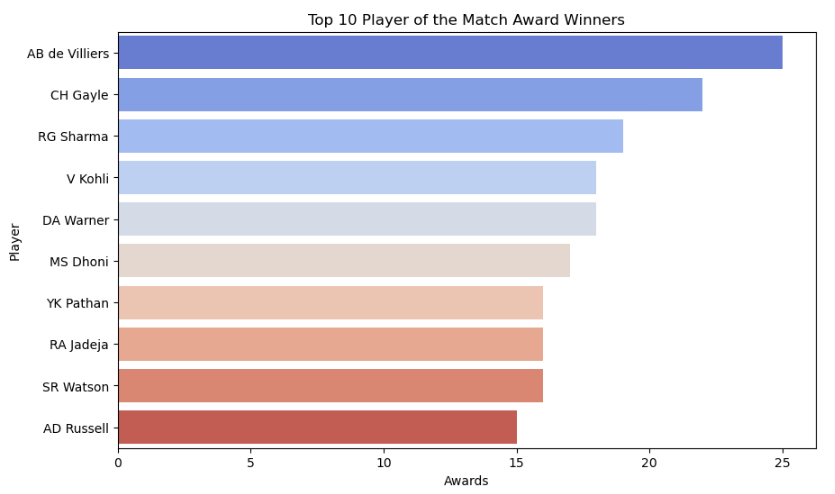 Top 10 Player of the Match Award Winners
Player
AB de Villiers
CH Gayle
RG Sharma
V Kohli
DA Warner
MS Dhoni
YK Pathan
RA Jadeja
SR Watson
AD Russell
0 5 10 15 20 25
Awards